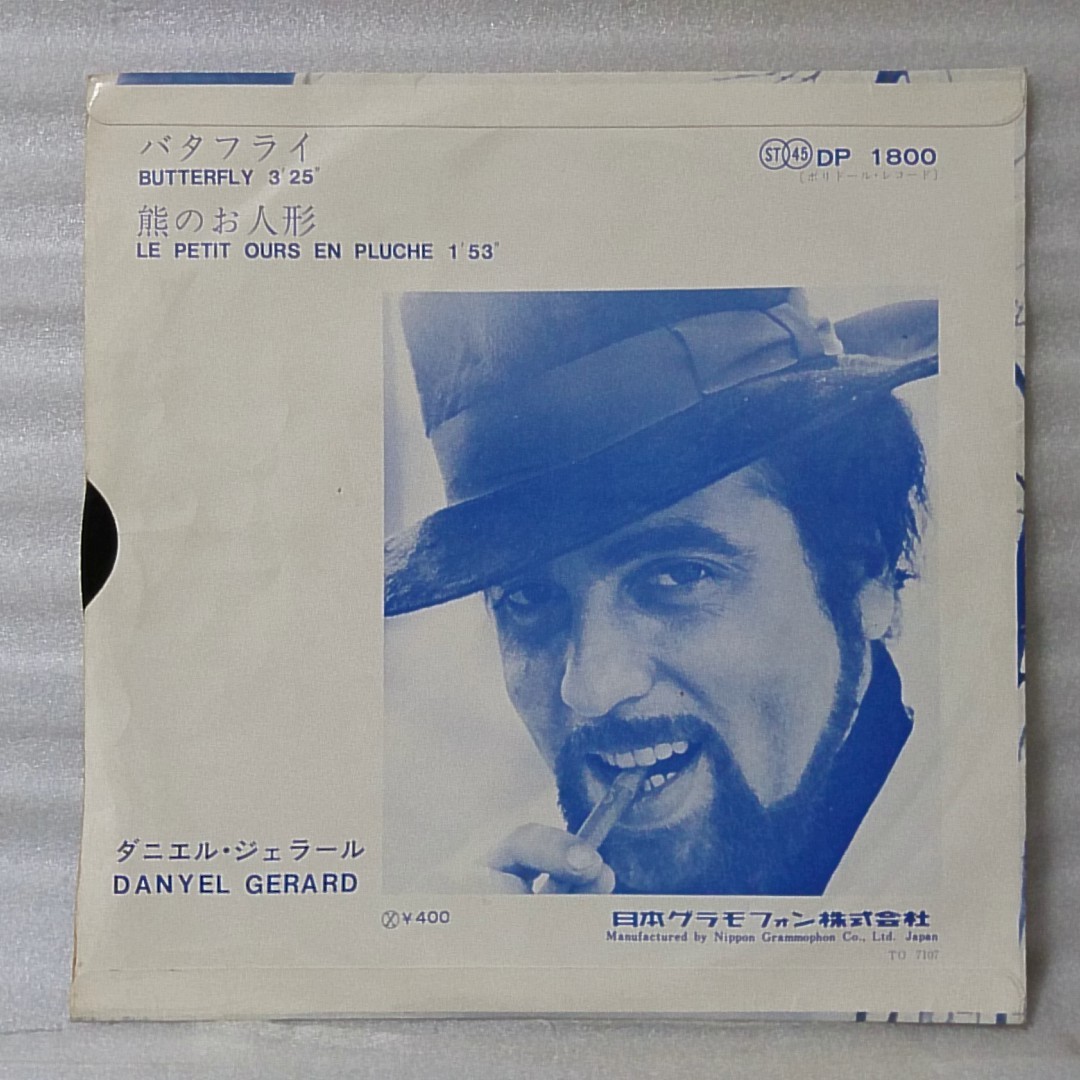 バタフライ
BUTTERFLY 3'25"
熊のお人形
LE PETIT OURS EN PLUCHE 1'53"
ST 45 DP 1800
(ポリドール・レコード)
ダニエル・ジェラール
DANYEL GERARD
¥400
日本グラモフォン株式会社
Manufactured by Nippon Grammophon Co., Ltd. Japan
TO 7107